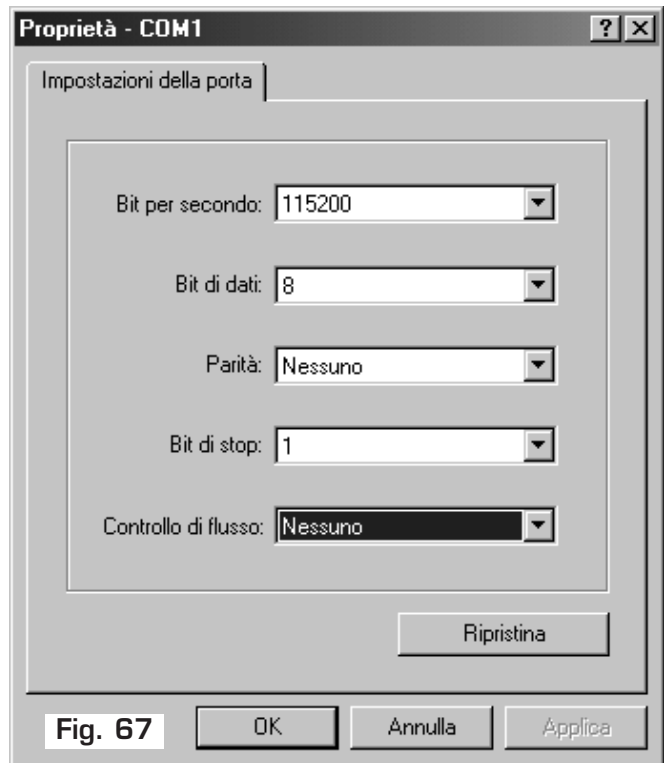 Proprietà - COM1
Impostazioni della porta
Bit per secondo: 115200
Bit di dati: 8
Parità: Nessuno
Bit di stop: 1
Controllo di flusso: Nessuno
Ripristina
Fig. 67 OK Annulla Applica